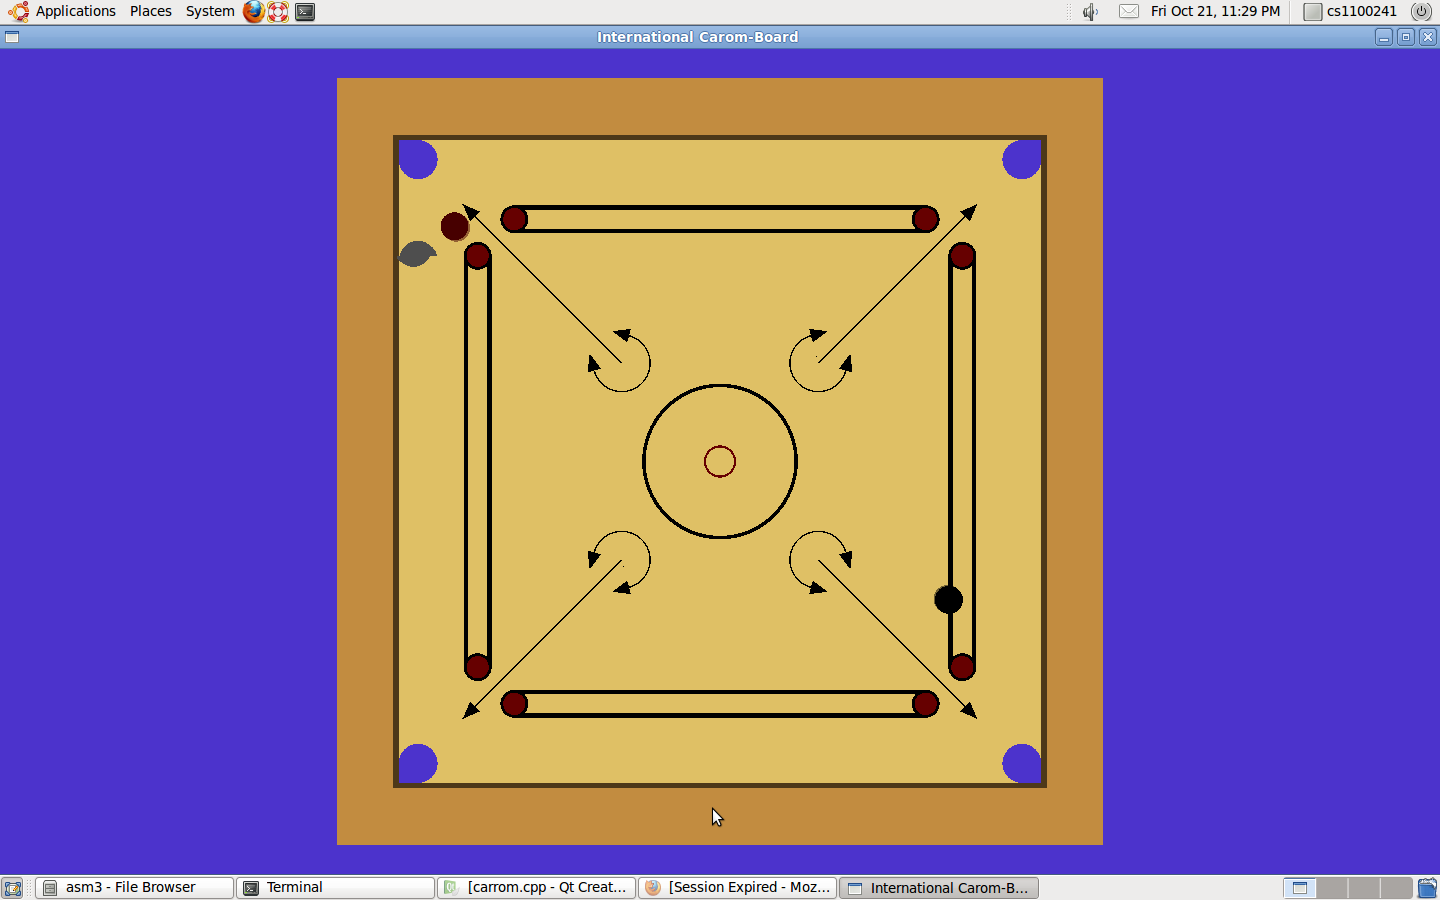 Applications Places System
Fri Oct 21, 11:29 PM
cs1100241
International Carom-Board
asm3 - File Browser
Terminal
[carrom.cpp - Qt Creat...
[Session Expired - Moz...
International Carom-B...